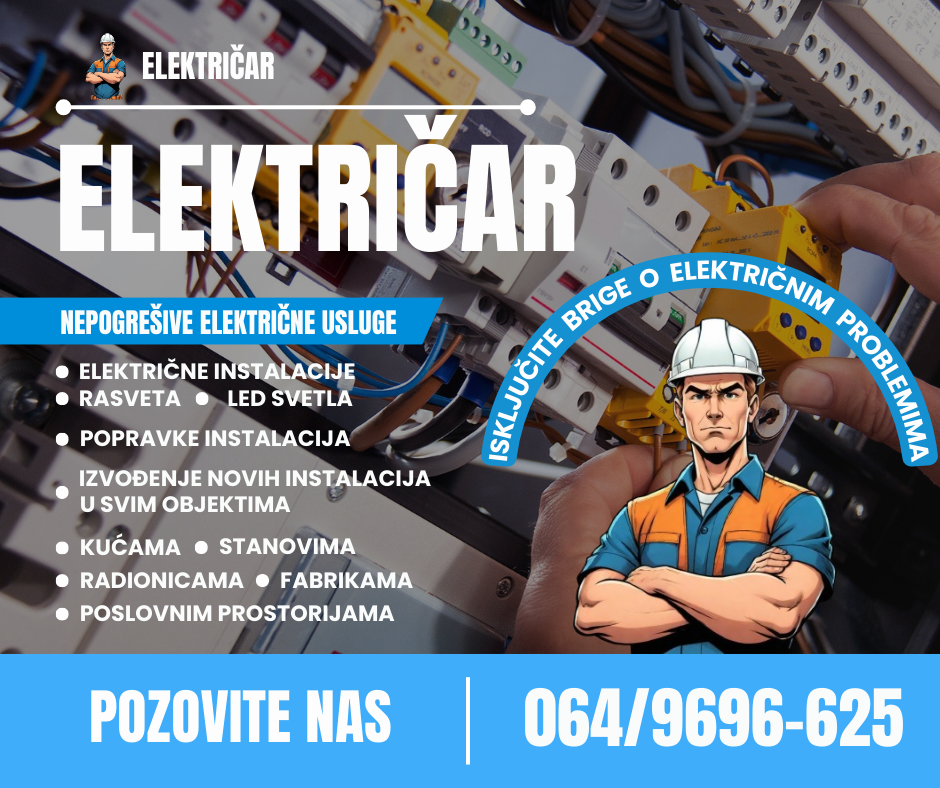 ELEKTRIČAR
ELEKTRIČAR
NEPOGREŠIVE ELEKTRIČNE USLUGE
ISKLJUČITE BRIGE O ELEKTRIČNIM PROBLEMIMA
ELEKTRIČNE INSTALACIJE
RASVETA • LED SVETLA
POPRAVKE INSTALACIJA
IZVOĐENJE NOVIH INSTALACIJA
U SVIM OBJEKTIMA
KUĆAMA • STANOVIMA
RADIONICAMA • FABRIKAMA
POSLOVNIM PROSTORIJAMA
POZOVITE NAS
064/9696-625